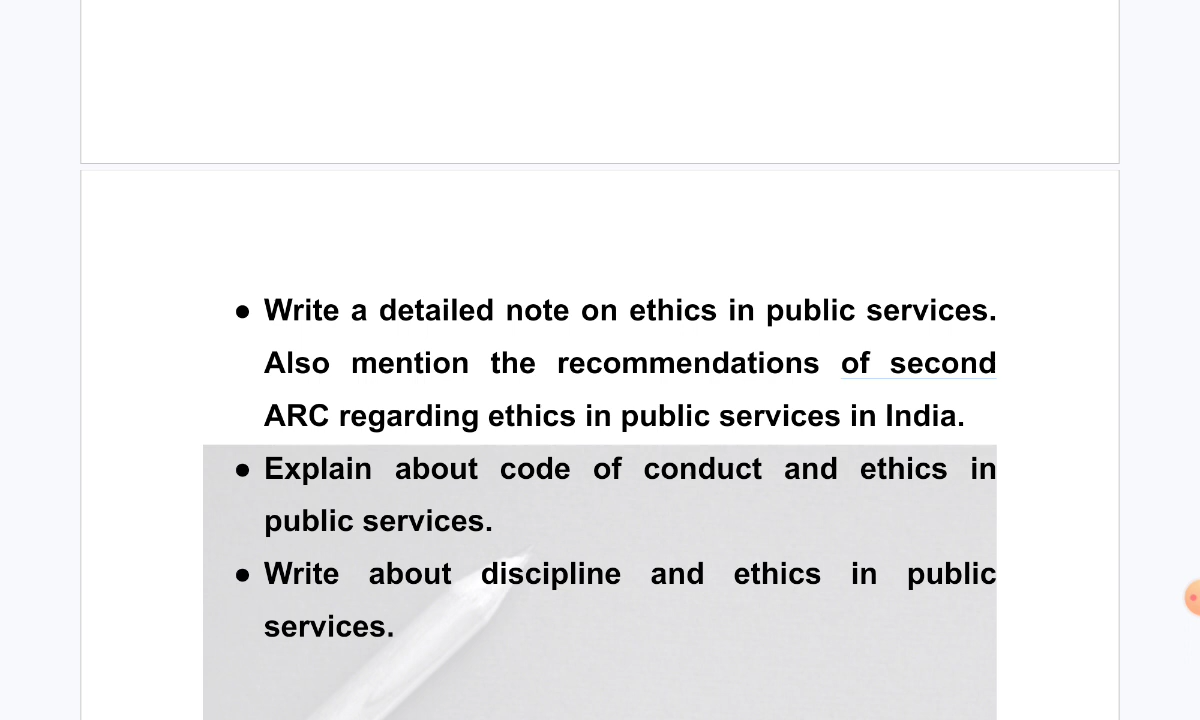 ● Write a detailed note on ethics in public services.
Also mention the recommendations of second
ARC regarding ethics in public services in India.
● Explain about code of conduct and ethics in
public services.
● Write about discipline and ethics in public
services.